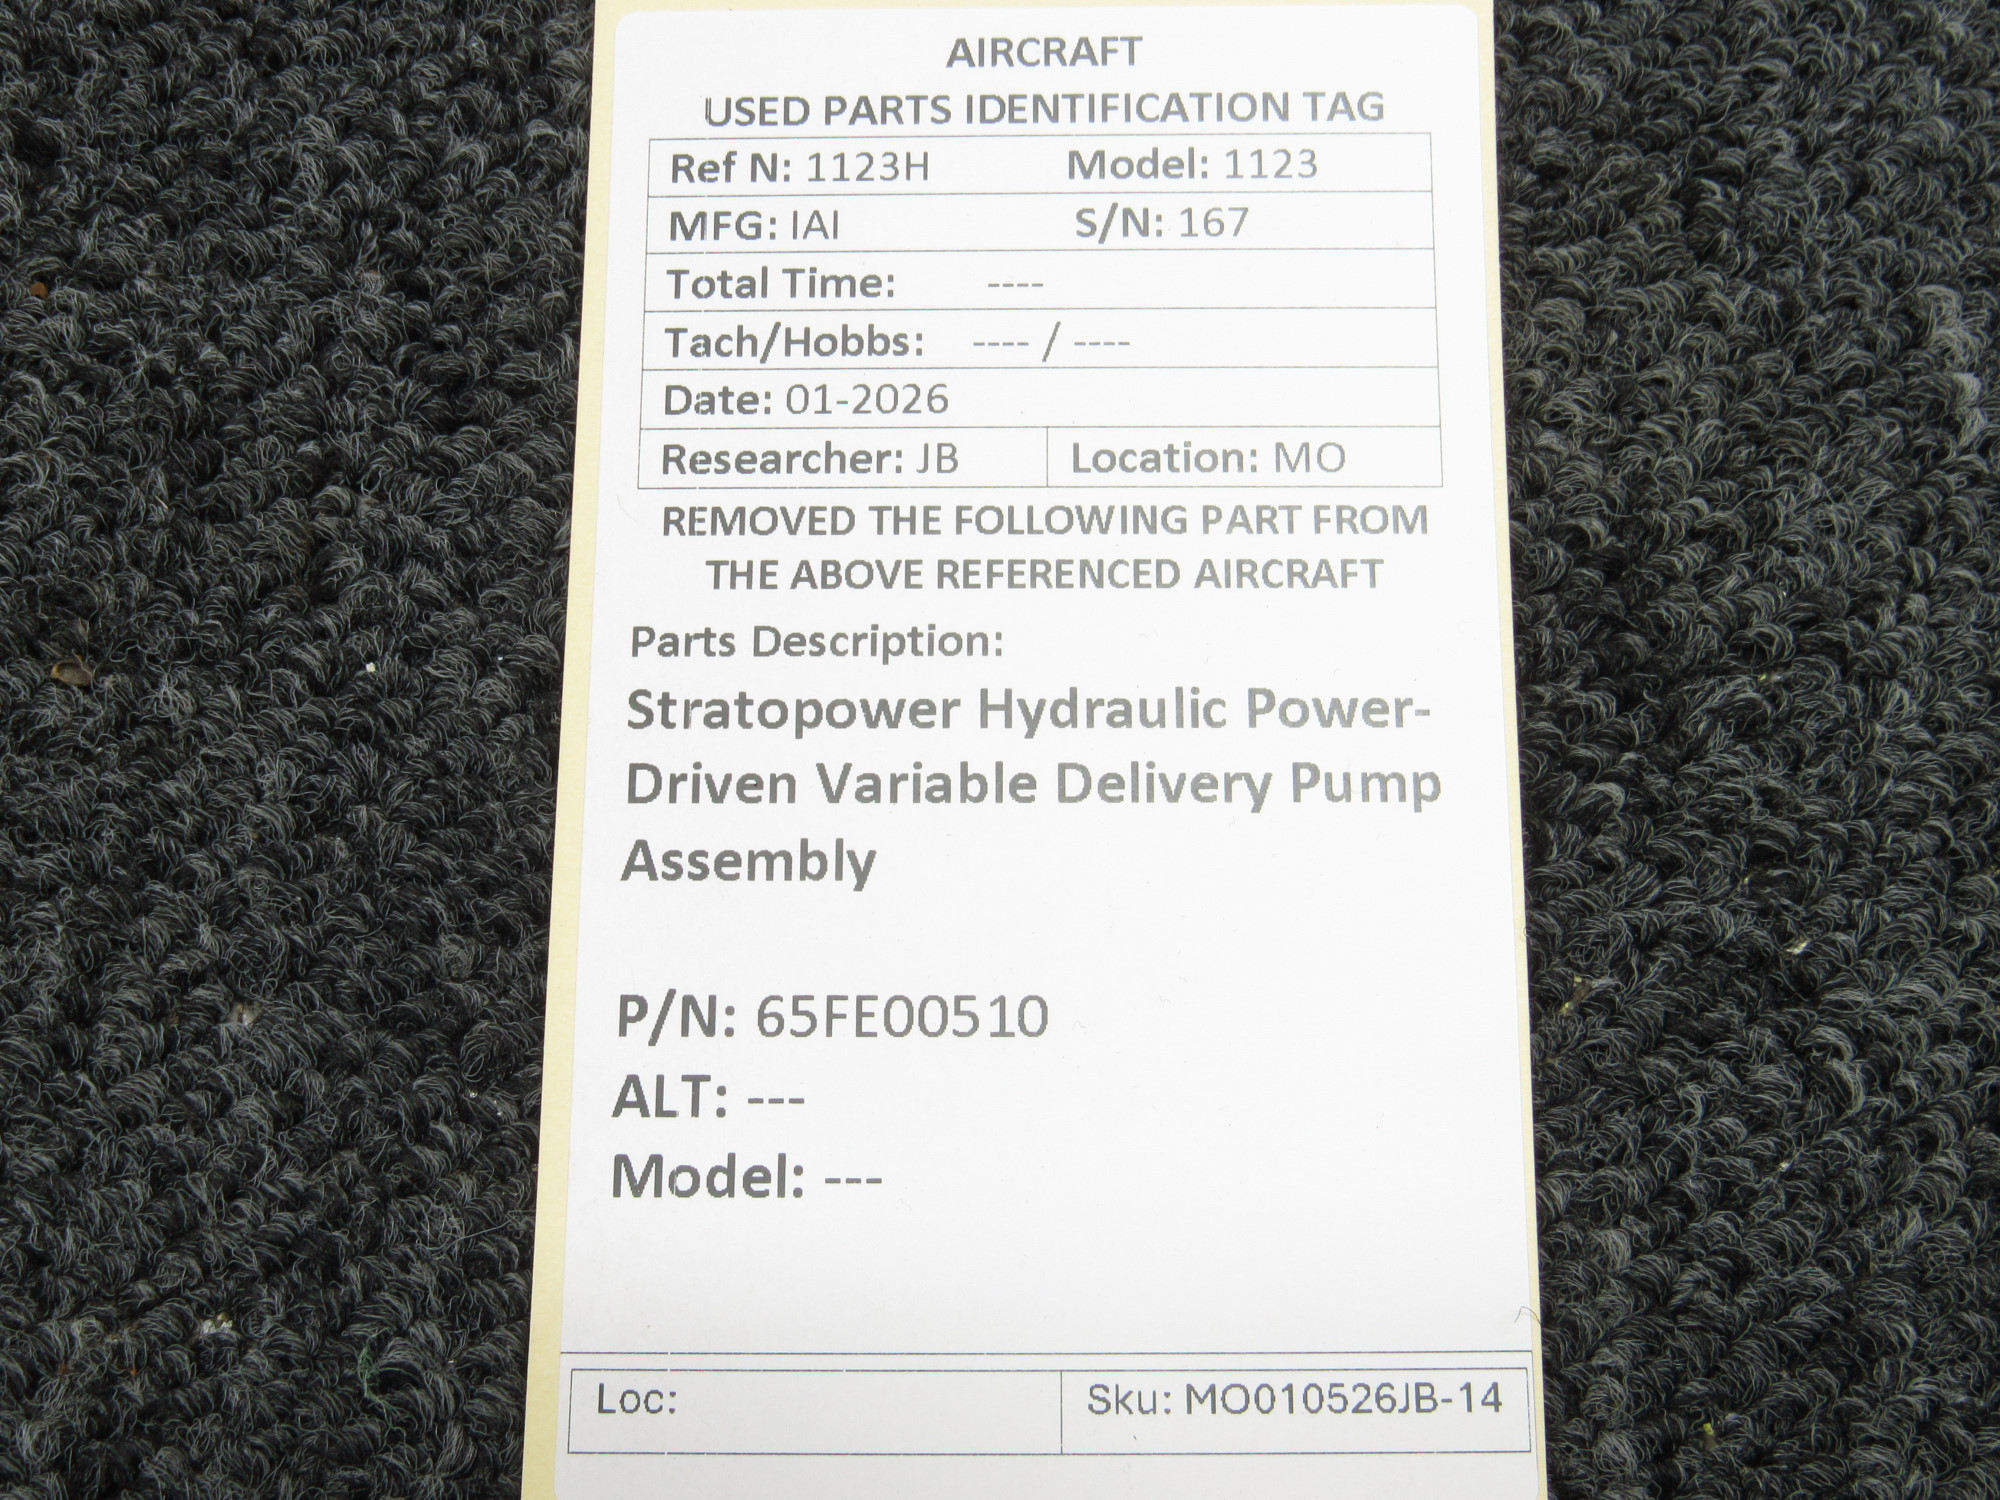 AIRCRAFT
USED PARTS IDENTIFICATION TAG
Ref N: 1123H Model: 1123
MFG: IAI S/N: 167
Total Time: ----
Tach/Hobbs: ---- / ----
Date: 01-2026
Researcher: JB Location: MO
REMOVED THE FOLLOWING PART FROM
THE ABOVE REFERENCED AIRCRAFT
Parts Description:
Stratopower Hydraulic Power-
Driven Variable Delivery Pump
Assembly
P/N: 65FE00510
ALT: ---
Model: ---
Loc: Sku: MO010526JB-14